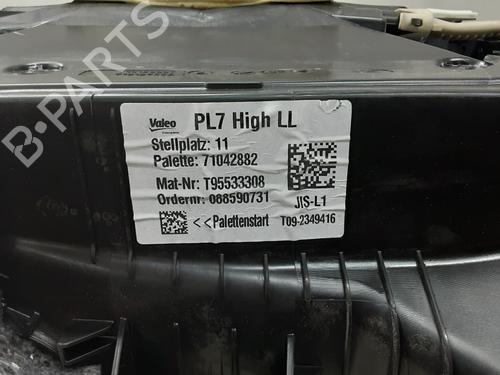 B-PARTS
Valeo PL7 High LL
Stellplatz: 11
Palette: 71042882
Mat-Nr: T95533308
Ordernr: 088590731
JIS-L1
<<Palettenstart
T09-2349416